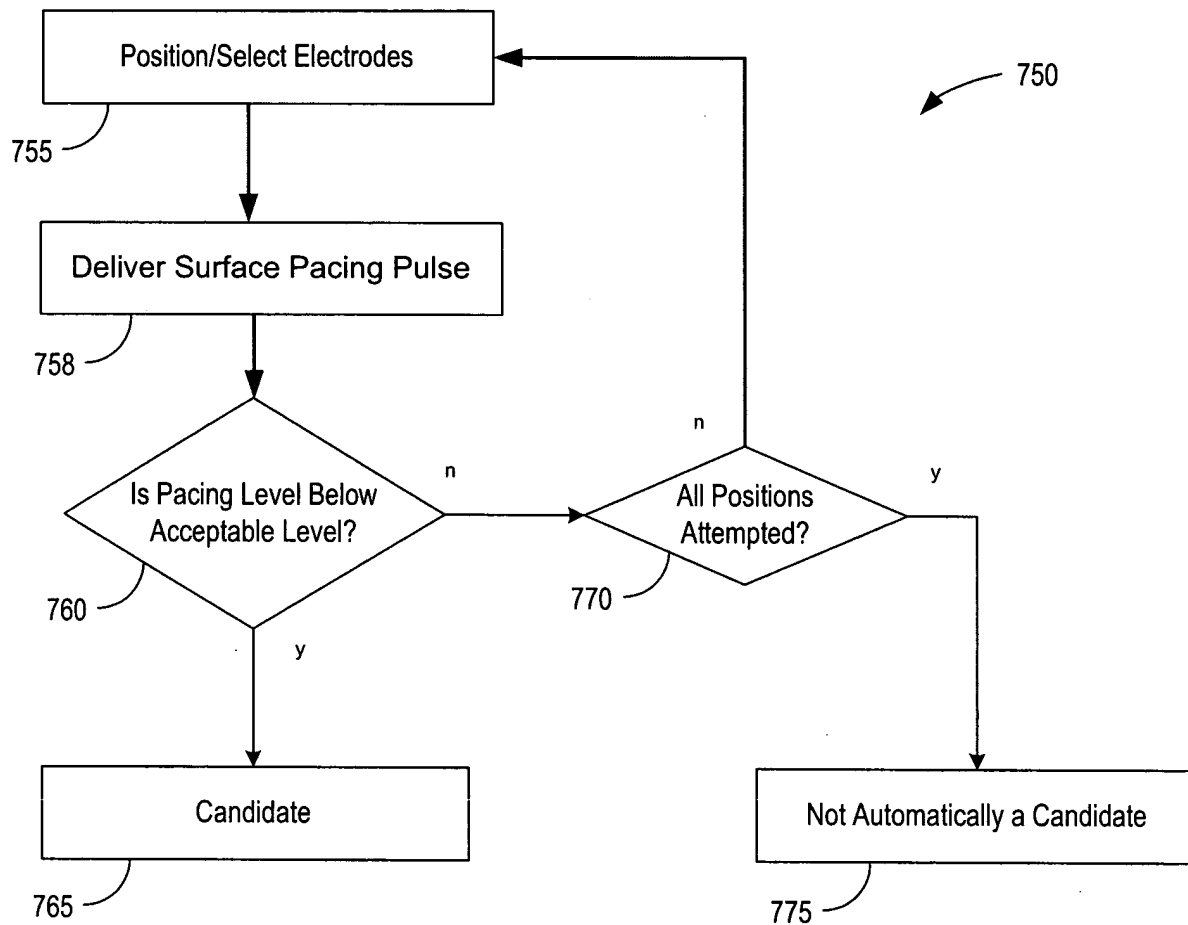 Position/Select Electrodes
750
755
Deliver Surface Pacing Pulse
758
n
n
y
Is Pacing Level Below
Acceptable Level?
All Positions
Attempted?
760
770
y
Candidate
Not Automatically a Candidate
765
775